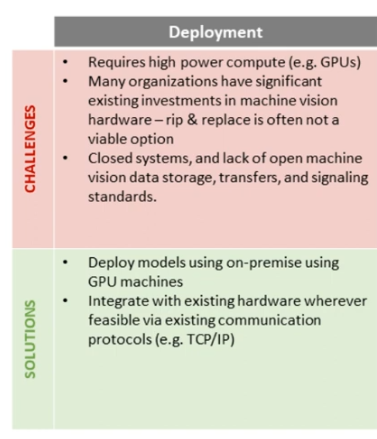 Deployment
CHALLENGES
• Requires high power compute (e.g. GPUs)
• Many organizations have significant
existing investments in machine vision
hardware – rip & replace is often not a
viable option
• Closed systems, and lack of open machine
vision data storage, transfers, and signaling
standards.
SOLUTIONS
• Deploy models using on-premise using
GPU machines
• Integrate with existing hardware wherever
feasible via existing communication
protocols (e.g. TCP/IP)